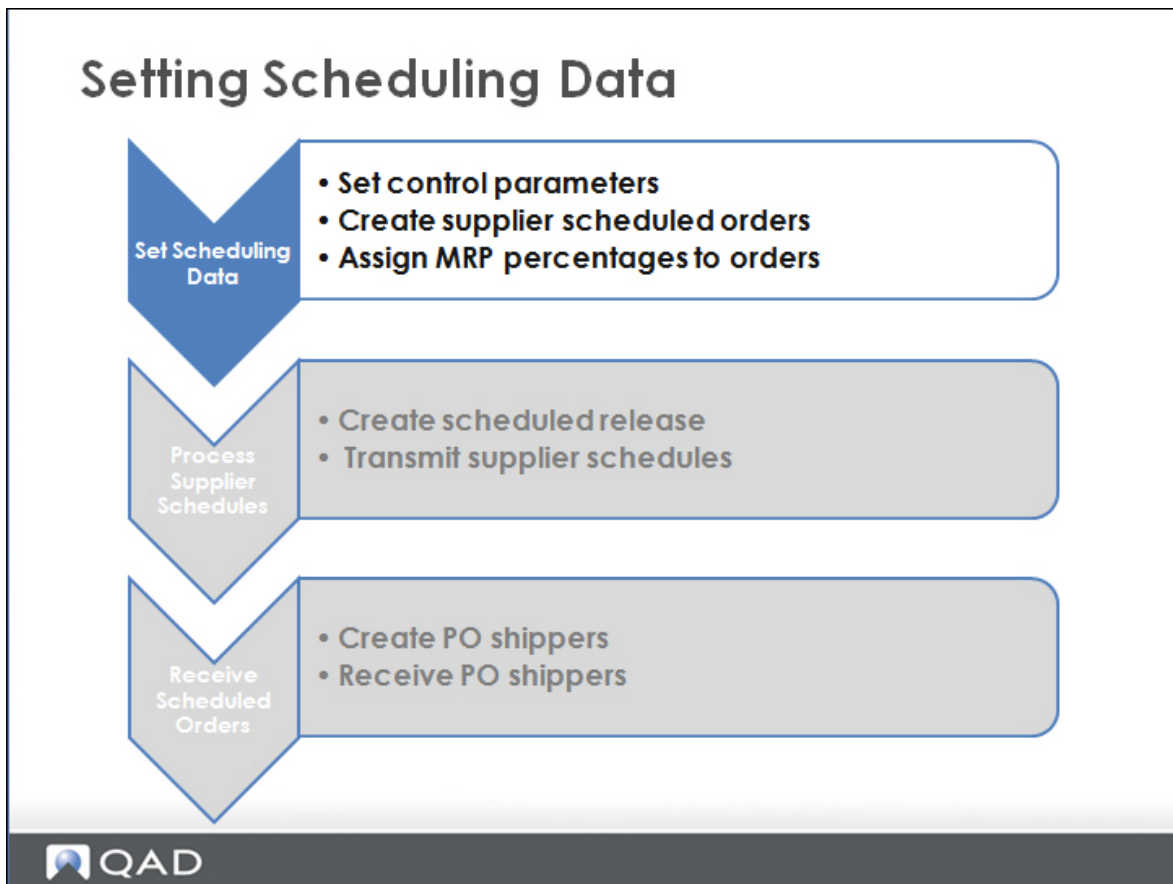 Setting Scheduling Data
Set Scheduling
Data
• Set control parameters
• Create supplier scheduled orders
• Assign MRP percentages to orders
Process
Supplier
Schedules
• Create scheduled release
• Transmit supplier schedules
Receive
Scheduled
Orders
• Create PO shippers
• Receive PO shippers
QAD